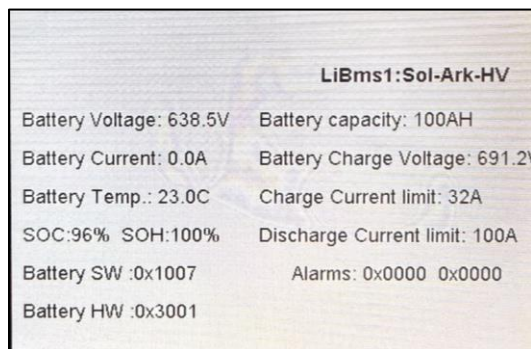 LiBms1:Sol-Ark-HV
Battery Voltage: 638.5V Battery capacity: 100AH
Battery Current: 0.0A Battery Charge Voltage: 691.2V
Battery Temp.: 23.0C Charge Current limit: 32A
SOC:96% SOH:100% Discharge Current limit: 100A
Battery SW :0x1007 Alarms: 0x0000 0x0000
Battery HW :0x3001